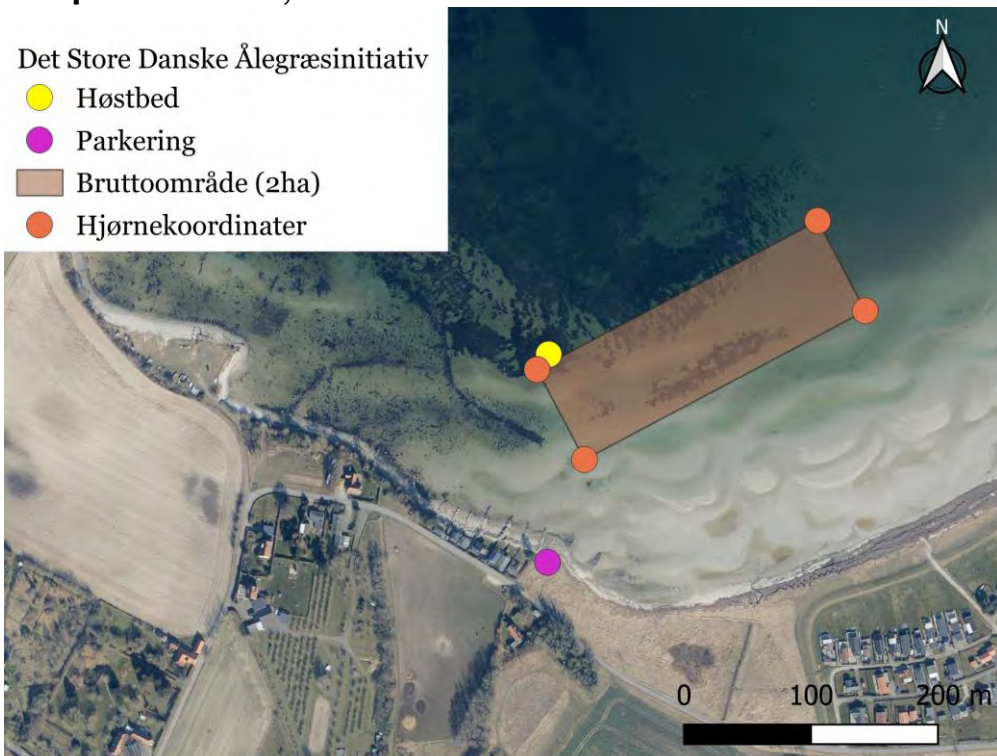 N
Det Store Danske Ålegræsinitiativ
Høstbed
Parkering
Bruttoområde (2ha)
Hjørnekoordinater
0 100 200 m